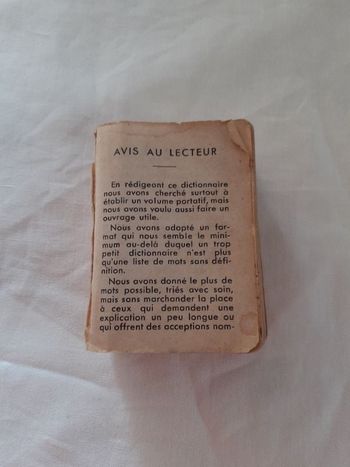 AVIS AU LECTEUR
En rédigeant ce dictionnaire
nous avons cherché surtout à
établir un volume portatif, mais
nous avons voulu aussi faire un
ouvrage utile.
Nous avons adopté un for-
mat qui nous semble le mini-
mum au-delà duquel un trop
petit dictionnaire n'est plus
qu'une liste de mots sans défi-
nition.
Nous avons donné le plus de
mots possible, triés avec soin,
mais sans marchander la place
à ceux qui demandent une
explication un peu longue ou
qui offrent des acceptions nom-